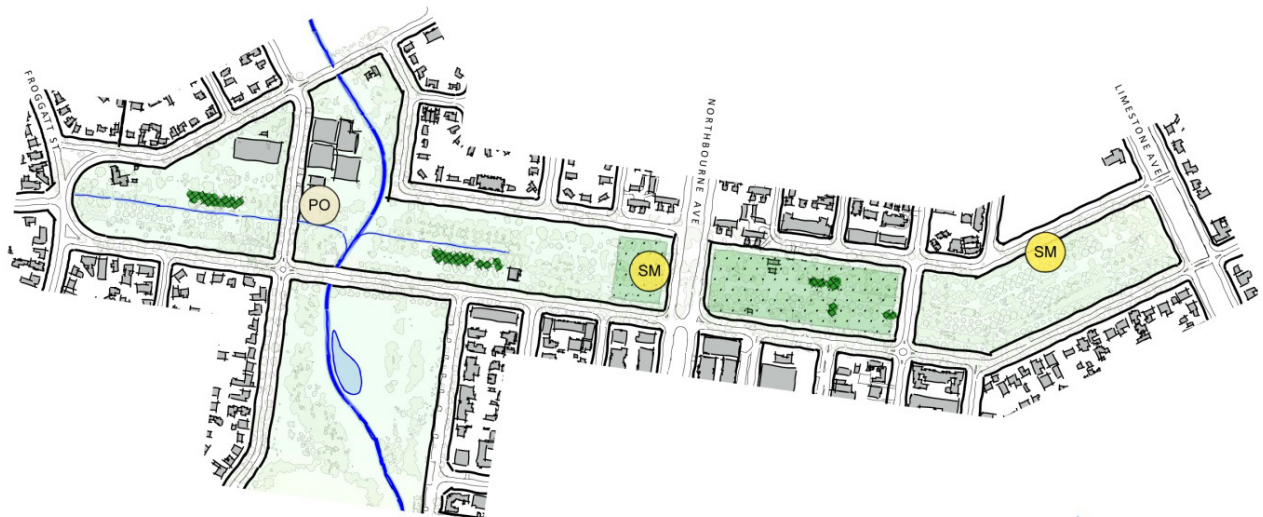 FROGGATT ST
PO
SM
NORTHBOURNE AVE
SM
LIMESTONE AVE